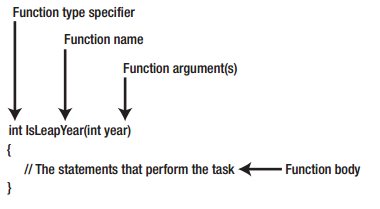 Function type specifier
Function name
Function argument(s)
int IsLeapYear(int year)
{
// The statements that perform the task
Function body
}